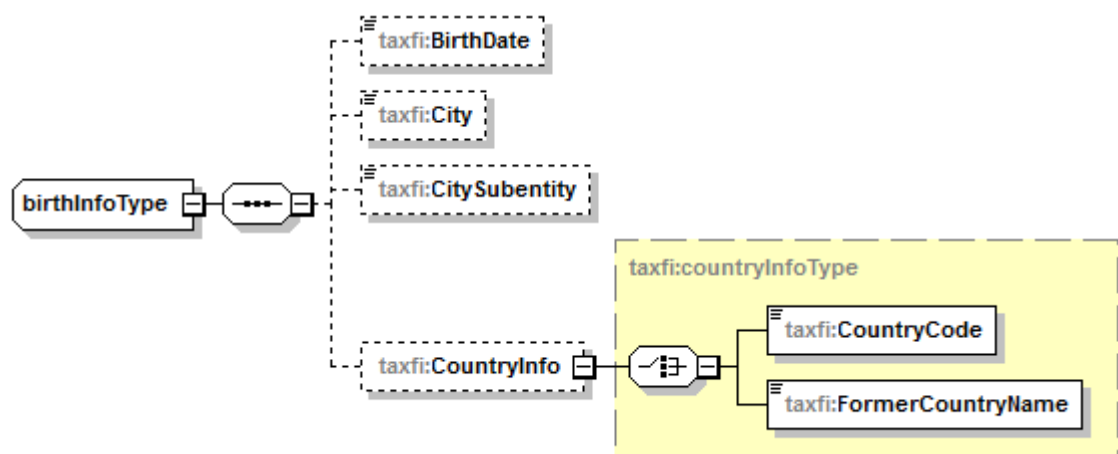 taxfi:BirthDate
taxfi:City
taxfi:CitySubentity
birthInfoType
taxfi:countryInfoType
taxfi:CountryCode
taxfi:CountryInfo
taxfi:FormerCountryName